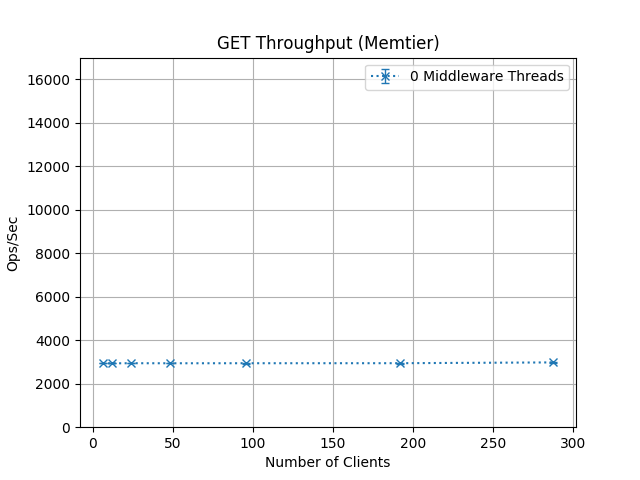 GET Throughput (Memtier)
0 Middleware Threads
16000
14000
12000
10000
8000
6000
4000
2000
0
Ops/Sec
0 50 100 150 200 250 300
Number of Clients